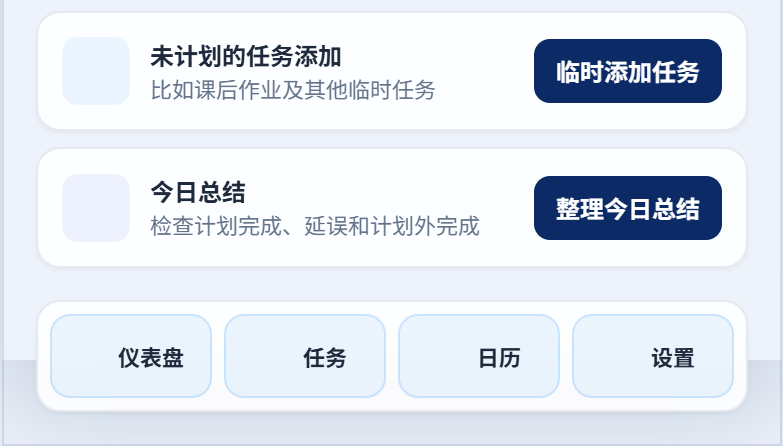 未计划的任务添加
比如课后作业及其他临时任务
临时添加任务
今日总结
检查计划完成、延误和计划外完成
整理今日总结
仪表盘
任务
日历
设置